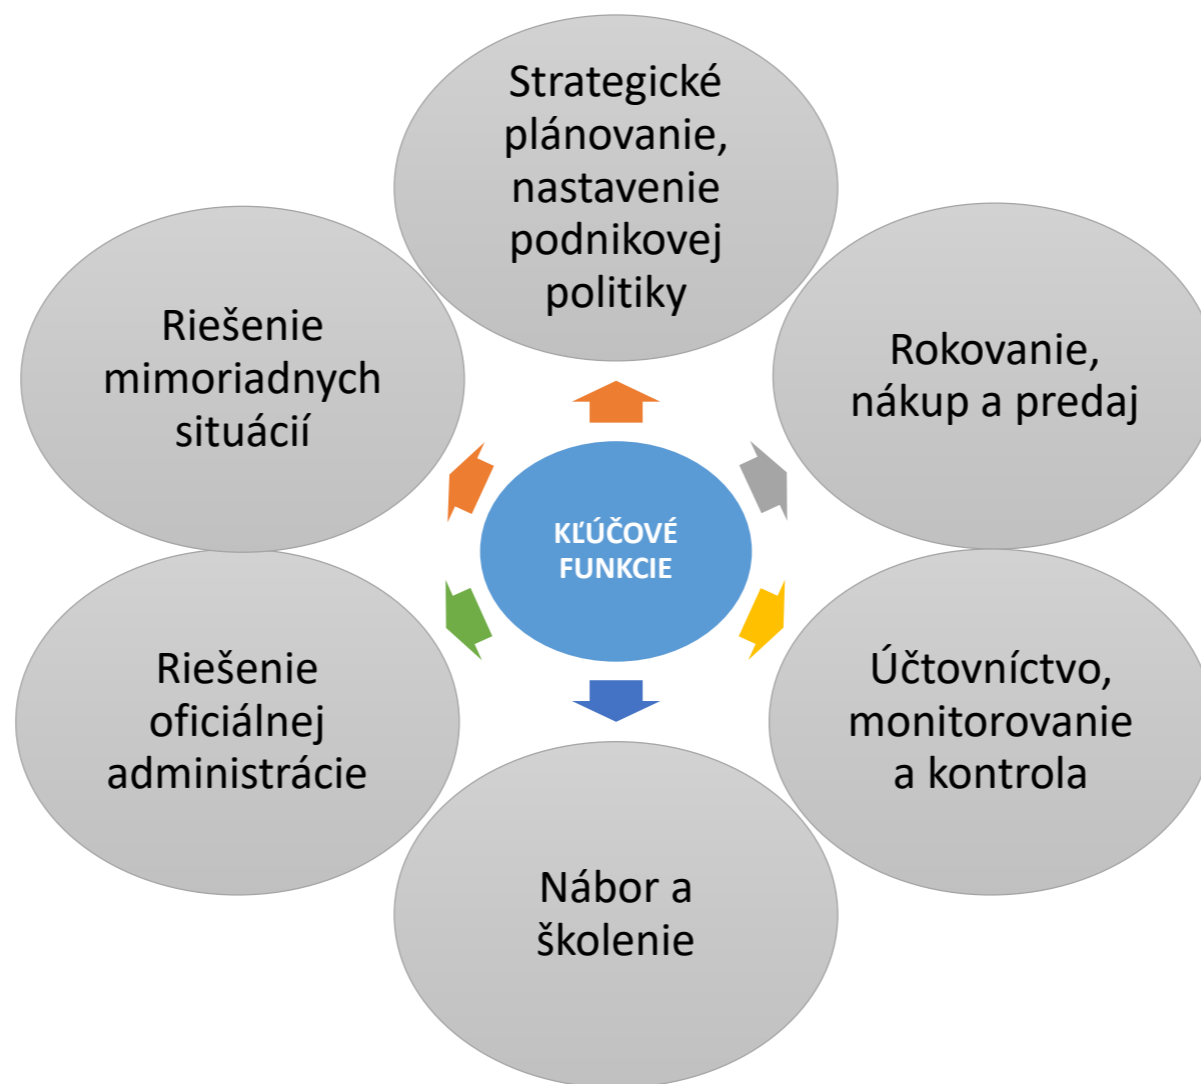 Strategické
plánovanie,
nastavenie
podnikovej
politiky
Rokovanie,
nákup a predaj
Účtovníctvo,
monitorovanie
a kontrola
Nábor a
školenie
Riešenie
oficiálnej
administrácie
Riešenie
mimoriadnych
situácií
KĽÚČOVÉ
FUNKCIE